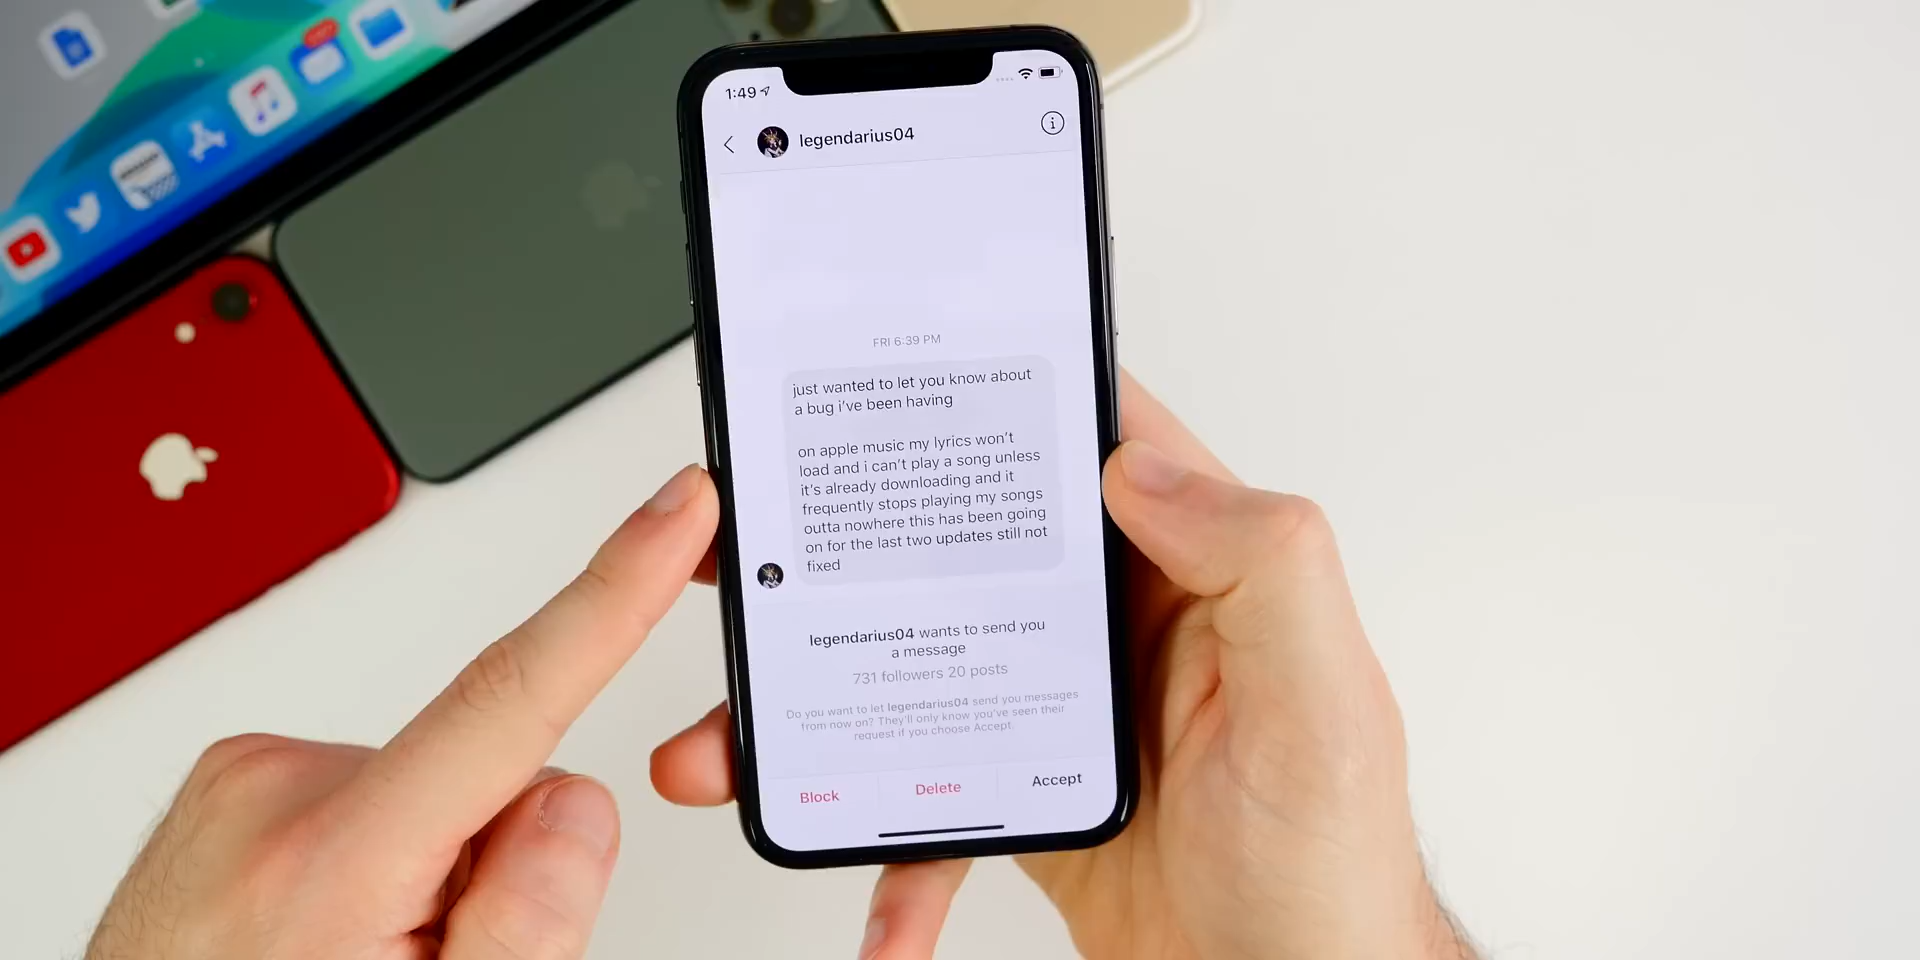 1:49
legendarius04
FRI 6:39 PM
just wanted to let you know about
a bug i've been having
on apple music my lyrics won't
load and i can't play a song unless
it's already downloading and it
frequently stops playing my songs
outta nowhere this has been going
on for the last two updates still not
fixed
legendarius04 wants to send you
a message
731 followers 20 posts
Do you want to let legendarius04 send you messages
from now on? They'll only know you've seen their
request if you choose Accept.
Block Delete Accept